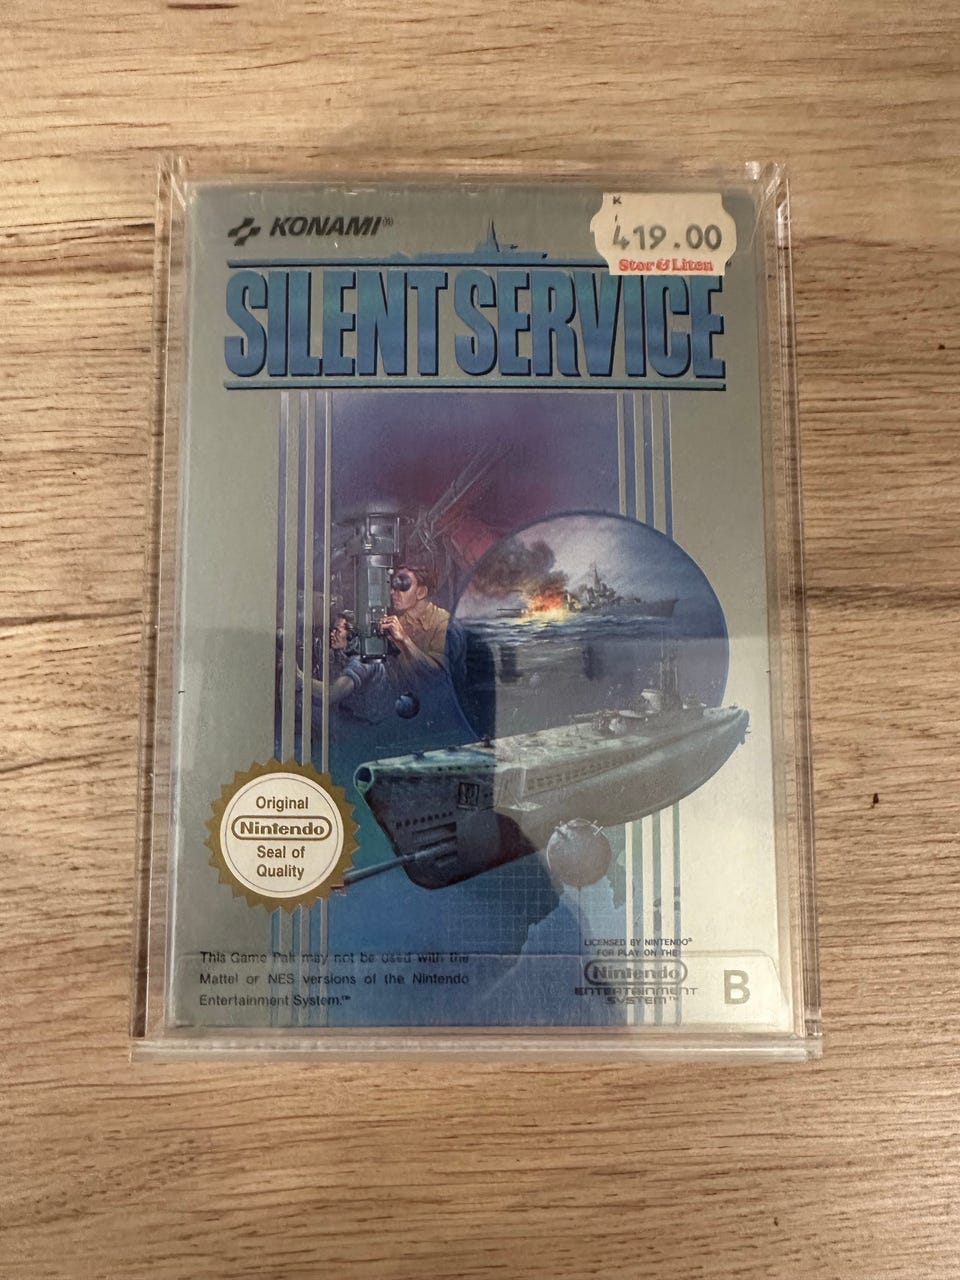 KONAMI®
K
419.00
Stor & Liten
SILENT SERVICE
Original
Nintendo
Seal of
Quality
This Game Pak may not be used with the
Mattel or NES versions of the Nintendo
Entertainment System.™
LICENSED BY NINTENDO®
FOR PLAY ON THE
Nintendo
ENTERTAINMENT
SYSTEM™
B